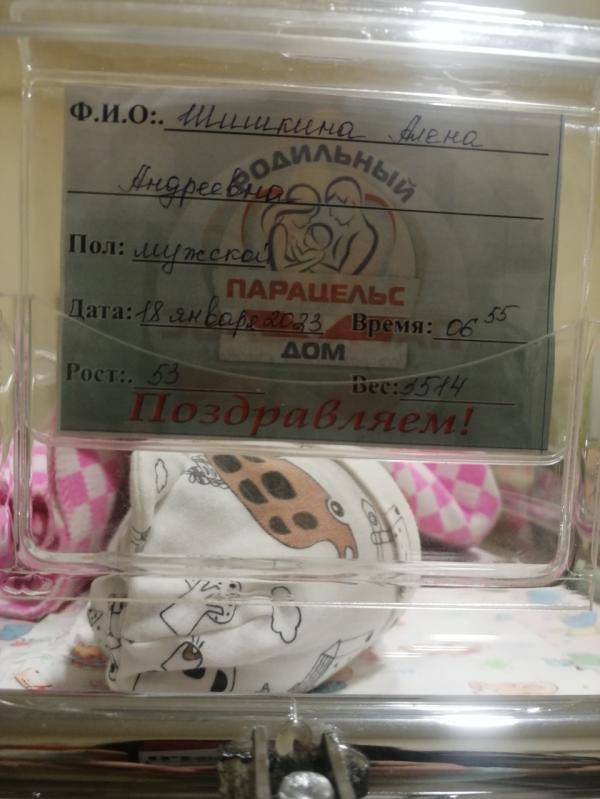 Ф.И.О:. Шишкина Алена
Андреевна
РОДИЛЬНЫЙ
Пол: мужской
ПАРАЦЕЛЬС
Дата: 18 января 2023 Время: 06 55
ДОМ
Рост:. 53 Вес: 3514
Поздравляем!